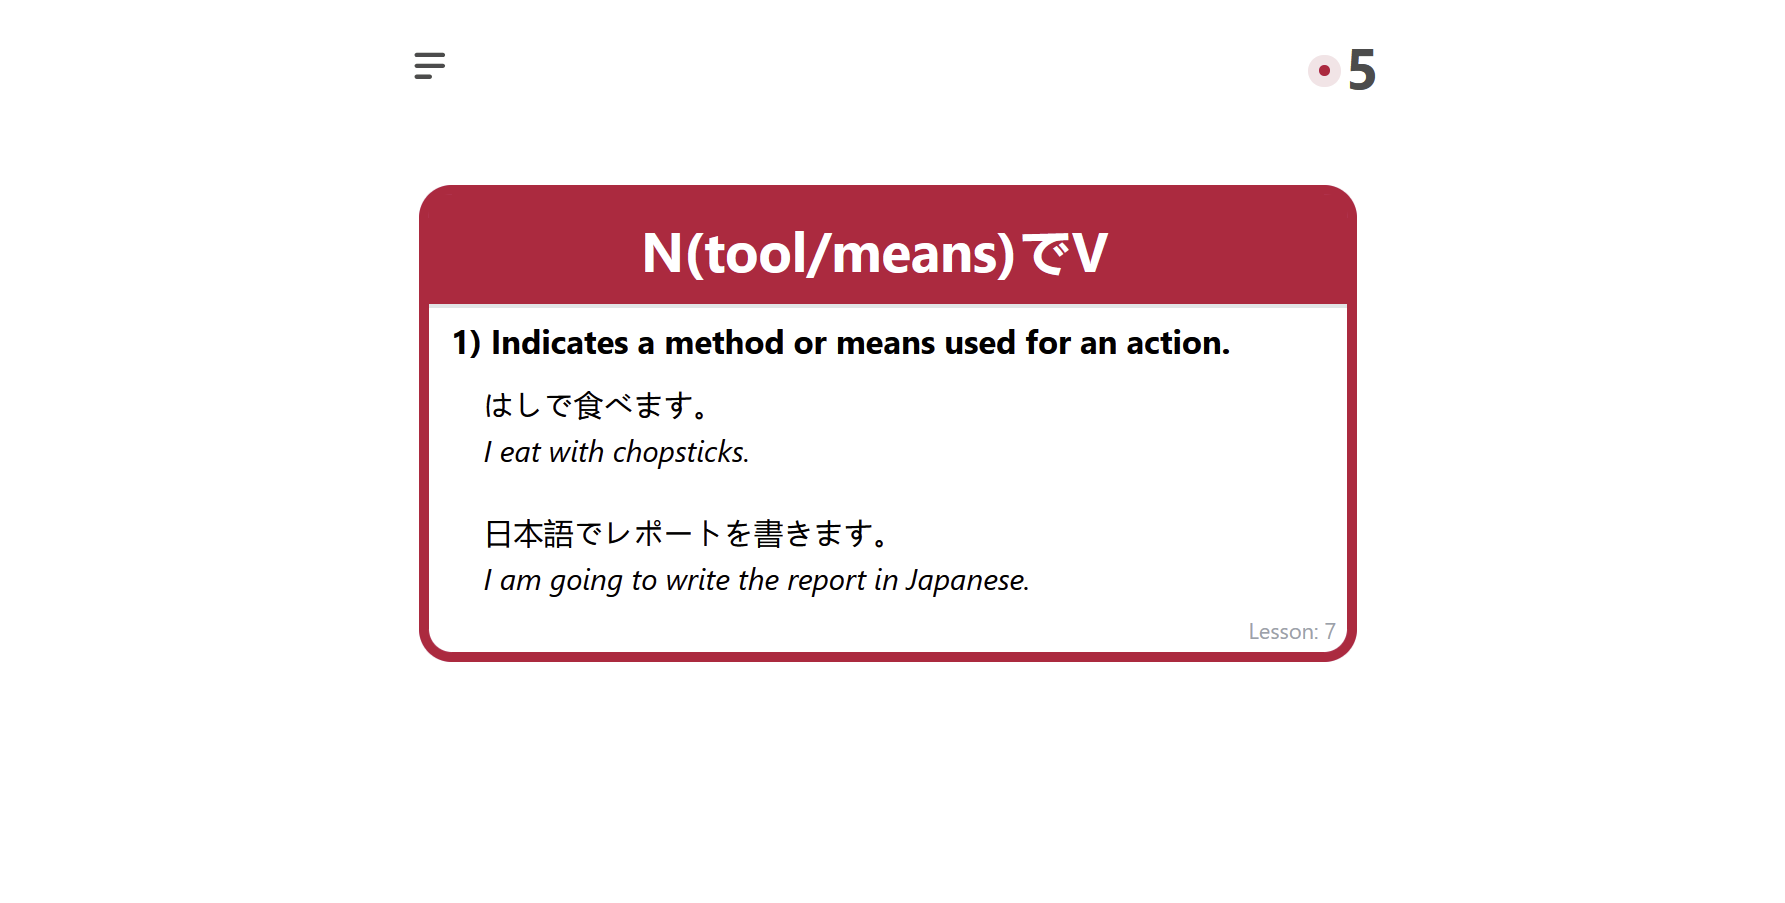 5
N(tool/means)でV
1) Indicates a method or means used for an action.
はしで食べます。
I eat with chopsticks.
日本語でレポートを書きます。
I am going to write the report in Japanese.
Lesson: 7